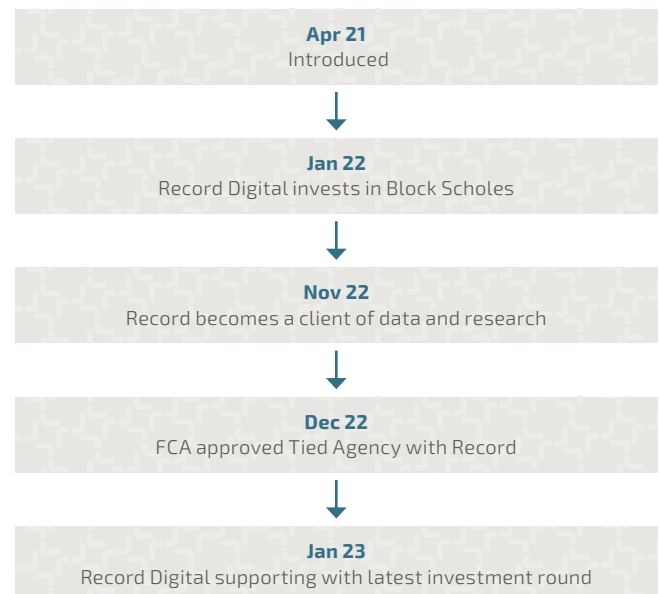 Apr 21
Introduced
Jan 22
Record Digital invests in Block Scholes
Nov 22
Record becomes a client of data and research
Dec 22
FCA approved Tied Agency with Record
Jan 23
Record Digital supporting with latest investment round